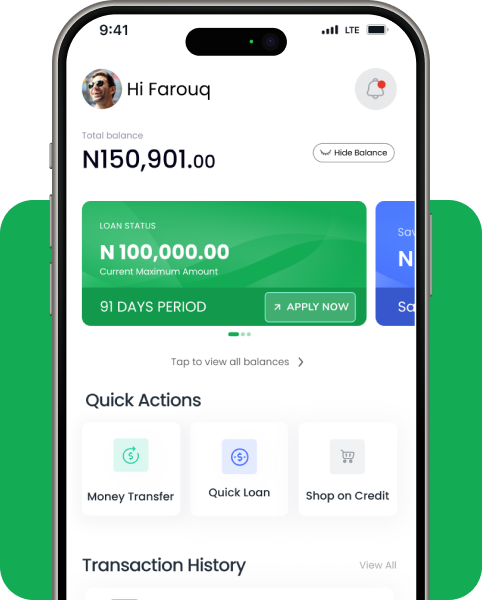 9:41
LTE
Hi Farouq
Total balance
N150,901.00
Hide Balance
LOAN STATUS
N 100,000.00
Current Maximum Amount
91 DAYS PERIOD
APPLY NOW
Sav
N
Sa
Tap to view all balances
Quick Actions
Money Transfer
Quick Loan
Shop on Credit
Transaction History
View All